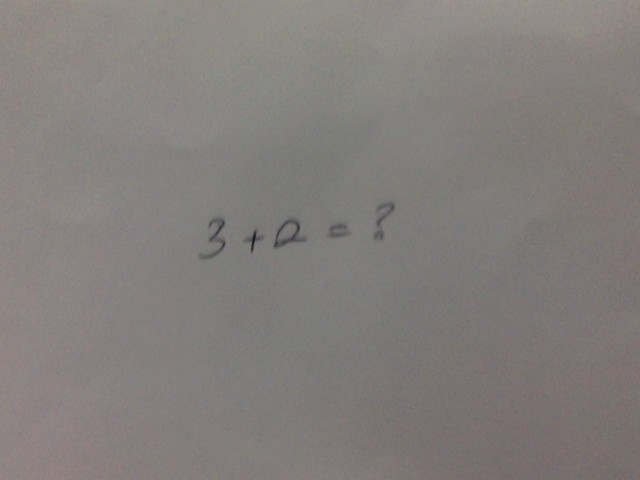 3 + 2 = ?